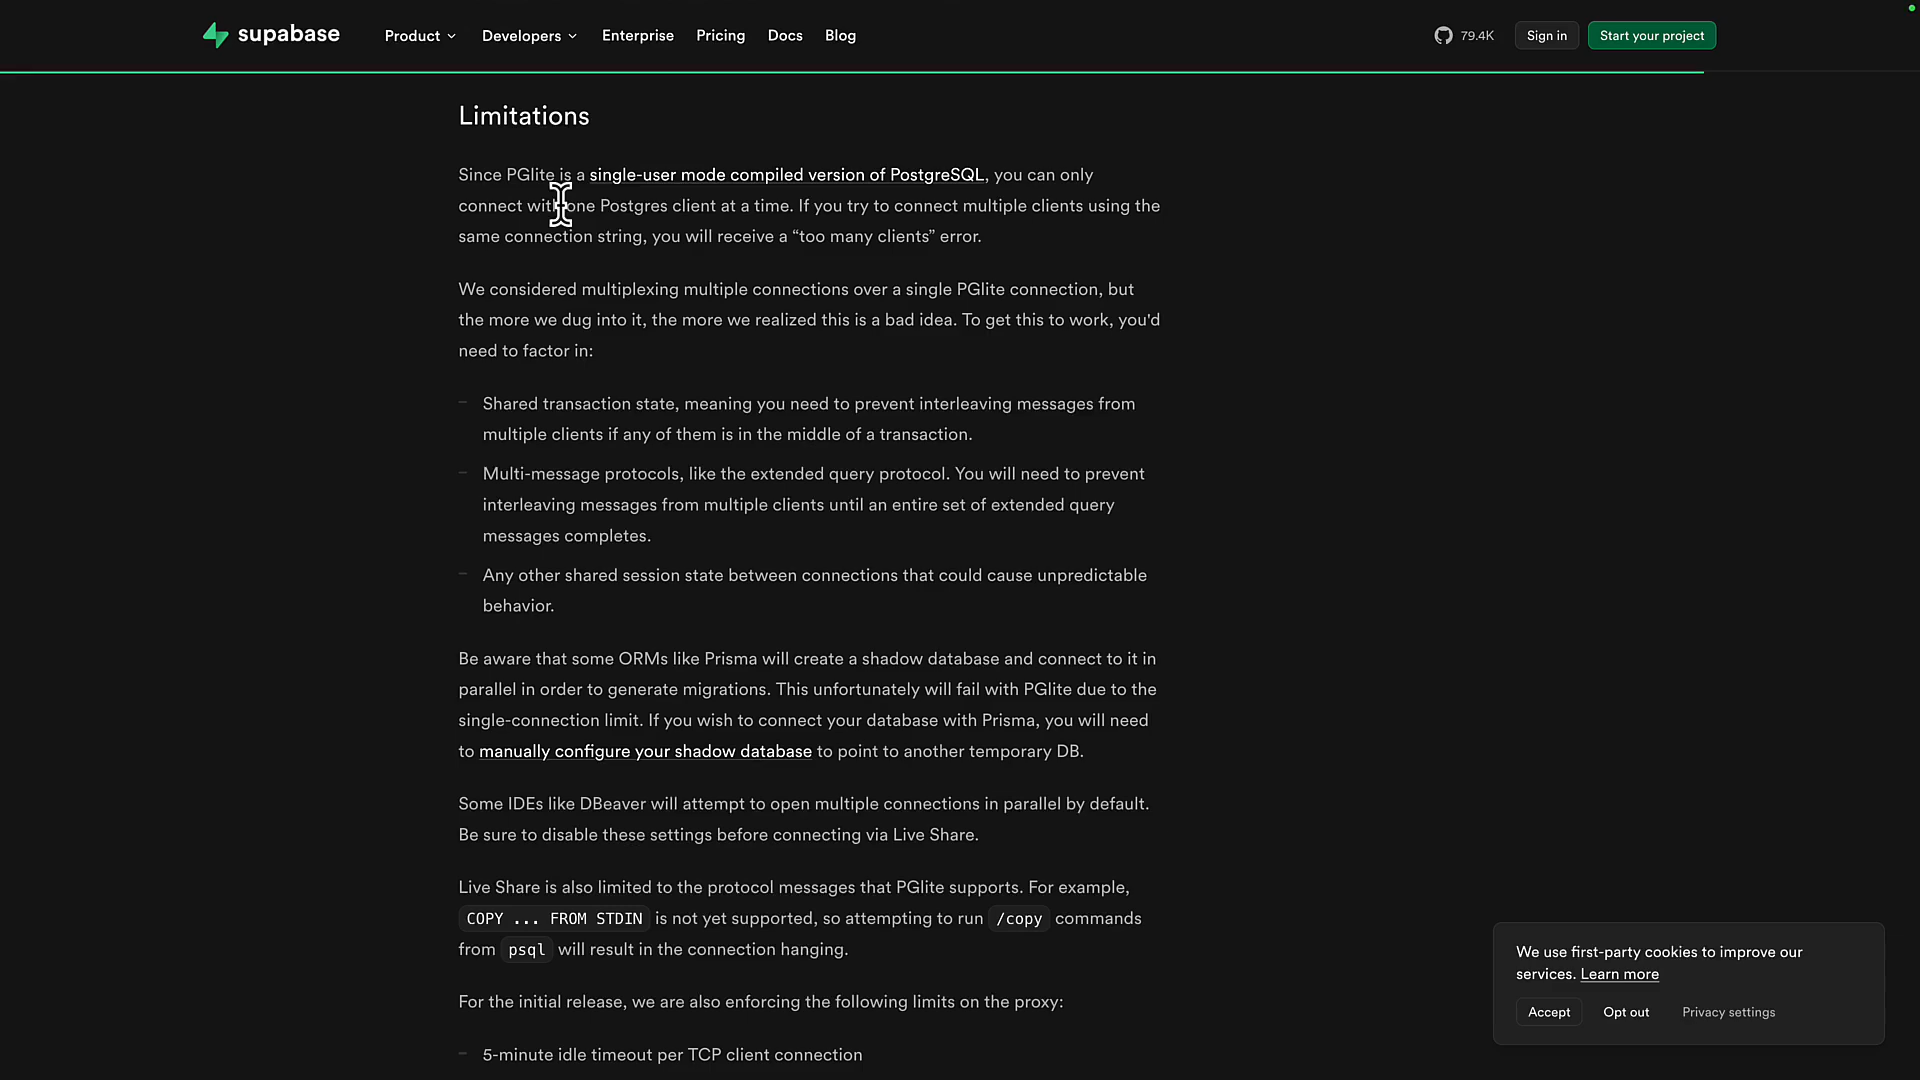 supabase Product Developers Enterprise Pricing Docs Blog 79.4K Sign in Start your project
Limitations
Since PGlite is a single-user mode compiled version of PostgreSQL, you can only
connect with one Postgres client at a time. If you try to connect multiple clients using the
same connection string, you will receive a “too many clients” error.
We considered multiplexing multiple connections over a single PGlite connection, but
the more we dug into it, the more we realized this is a bad idea. To get this to work, you'd
need to factor in:
– Shared transaction state, meaning you need to prevent interleaving messages from
multiple clients if any of them is in the middle of a transaction.
– Multi-message protocols, like the extended query protocol. You will need to prevent
interleaving messages from multiple clients until an entire set of extended query
messages completes.
– Any other shared session state between connections that could cause unpredictable
behavior.
Be aware that some ORMs like Prisma will create a shadow database and connect to it in
parallel in order to generate migrations. This unfortunately will fail with PGlite due to the
single-connection limit. If you wish to connect your database with Prisma, you will need
to manually configure your shadow database to point to another temporary DB.
Some IDEs like DBeaver will attempt to open multiple connections in parallel by default.
Be sure to disable these settings before connecting via Live Share.
Live Share is also limited to the protocol messages that PGlite supports. For example,
COPY ... FROM STDIN is not yet supported, so attempting to run /copy commands
from psql will result in the connection hanging.
For the initial release, we are also enforcing the following limits on the proxy:
– 5-minute idle timeout per TCP client connection
We use first-party cookies to improve our
services. Learn more
Accept Opt out Privacy settings